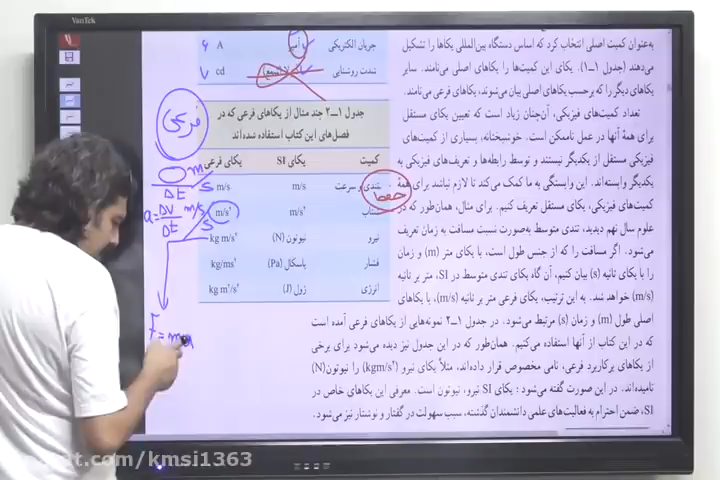 VanTek
به‌عنوان کمیت اصلی انتخاب کرد که اساس دستگاه بین‌المللی یکاها را تشکیل
می‌دهند (جدول ۱–۱). یکای این کمیت‌ها را یکاهای اصلی می‌نامند. سایر
یکاهای دیگر را که برحسب یکاهای اصلی بیان می‌شوند، یکاهای فرعی می‌نامند.
تعداد کمیت‌های فیزیکی، آن‌چنان زیاد است که تعیین یکای مستقل
برای همهٔ آنها در عمل ناممکن است. خوشبختانه، بسیاری از کمیت‌های
فیزیکی مستقل از یکدیگر نیستند و توسط رابطه‌ها و تعریف‌های فیزیکی به
یکدیگر وابسته‌اند. این وابستگی به ما کمک می‌کند تا لازم نباشد برای همهٔ
کمیت‌های فیزیکی، یکای مستقل تعریف کنیم. برای مثال، همان‌طور که در
علوم سال نهم دیدید، تندی متوسط به‌صورت نسبت مسافت به زمان تعریف
می‌شود. اگر مسافت را که از جنس طول است، با یکای متر (m) و زمان
را با یکای ثانیه (s) بیان کنیم، آن گاه یکای تندی متوسط در SI، متر بر ثانیه
(m/s) خواهد شد. به این ترتیب، یکای فرعی متر بر ثانیه (m/s)، با یکاهای
اصلی طول (m) و زمان (s) مرتبط می‌شود. در جدول ۱–۲ نمونه‌هایی از یکاهای فرعی آمده است
که در این کتاب از آنها استفاده می‌کنیم. همان‌طور که در این جدول نیز دیده می‌شود برای برخی
از یکاهای پرکاربرد فرعی، نامی مخصوص قرار داده‌اند، مثلاً یکای نیرو (kgm/s²) را نیوتون (N)
نامیده‌اند. در این صورت گفته می‌شود: یکای SI نیرو، نیوتون است. معرفی این یکاهای خاص در
SI، ضمن احترام به فعالیت‌های علمی دانشمندان گذشته، سبب سهولت در گفتار و نوشتار نیز می‌شود.
جریان الکتریکی آمپر A ۶
شدت روشنایی cd ۷
جدول ۱–۲ چند مثال از یکاهای فرعی که در
فصل‌های این کتاب استفاده شده‌اند
کمیت یکای SI یکای فرعی
تندی و سرعت m/s m/s
شتاب m/s² m/s²
نیرو نیوتون (N) kg m/s²
فشار پاسکال (Pa) kg/ms²
انرژی ژول (J) kg m²/s²
فرعی
حفظ
m
Δt s
a = Δv m/s
Δt s
F = ma
.com/kmsi1363